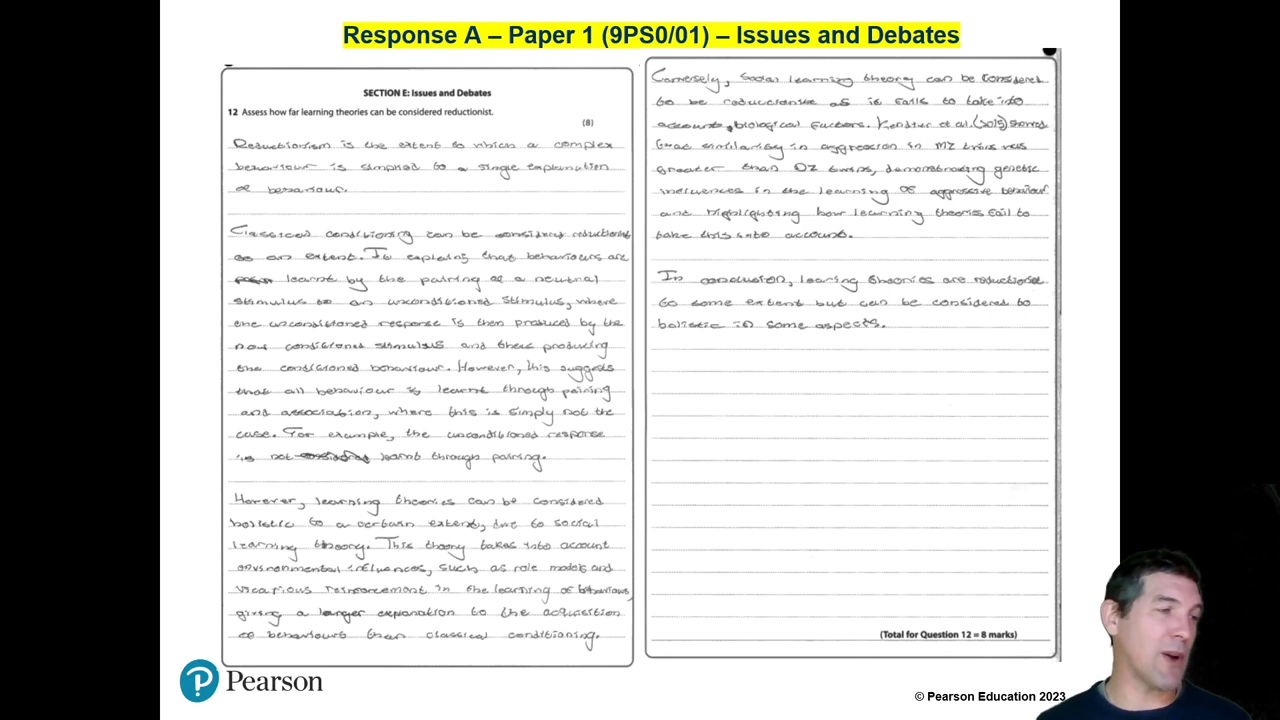 Response A – Paper 1 (9PS0/01) – Issues and Debates
SECTION E: Issues and Debates
12 Assess how far learning theories can be considered reductionist.
(8)
Reductionism is the extent to which a complex
behaviour is simplied to a single explanation
of behaviour.
Classical conditioning can be considered reductionist
to an extent. It explains that behaviours are
learnt by the pairing of a neutral
stimulus to an unconditioned stimulus, where
the unconditioned response is then produced by the
now conditioned stimulus and thus producing
the conditioned behaviour. However, this suggests
that all behaviour is learnt through pairing
and association, where this is simply not the
case. For example, the unconditioned response
is not learnt through pairing.
However, learning theories can be considered
holistic to a certain extent, due to social
learning theory. This theory takes into account
environmental influences, such as role models and
vicarious reinforcement in the learning of behaviours,
giving a larger expanation to the acquisition
of behaviours than classical conditioning.
Conversely, Social learning theory can be considered
to be reductionise as it fails to take into
account biological factors. Kendtler et al. (2015) showed
that similarity in aggression in MZ twins was
greater than DZ twins, demonstrating genetic
influences in the learning of aggressive behaviour
and highlighting how learning theories fail to
take this into account.
In conclusion, learning theories are reductionist
to some extent but can be considered to
holistic in some aspects.
(Total for Question 12 = 8 marks)
Pearson
© Pearson Education 2023